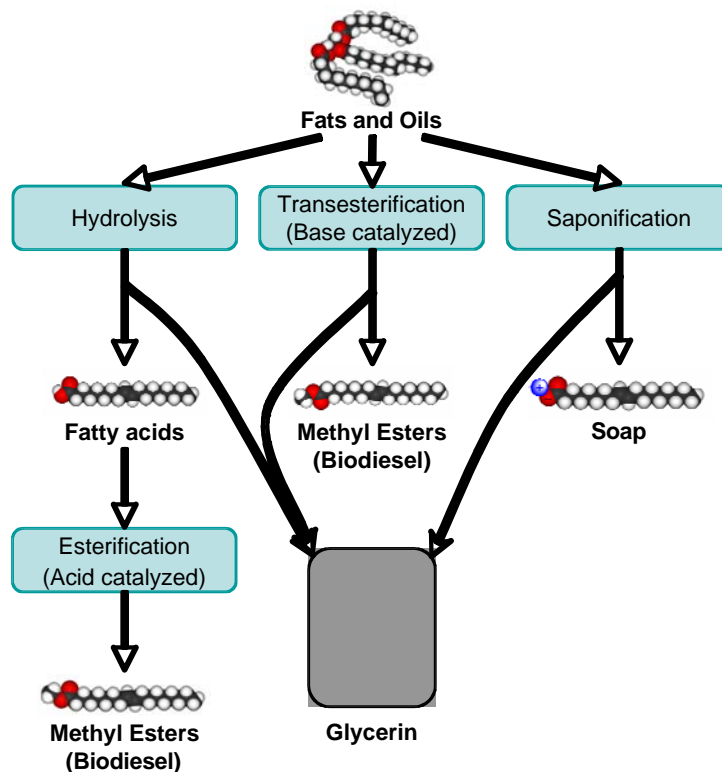 Fats and Oils
Hydrolysis
Transesterification
(Base catalyzed)
Saponification
+
Fatty acids
Methyl Esters
(Biodiesel)
Soap
Esterification
(Acid catalyzed)
Methyl Esters
(Biodiesel)
Glycerin